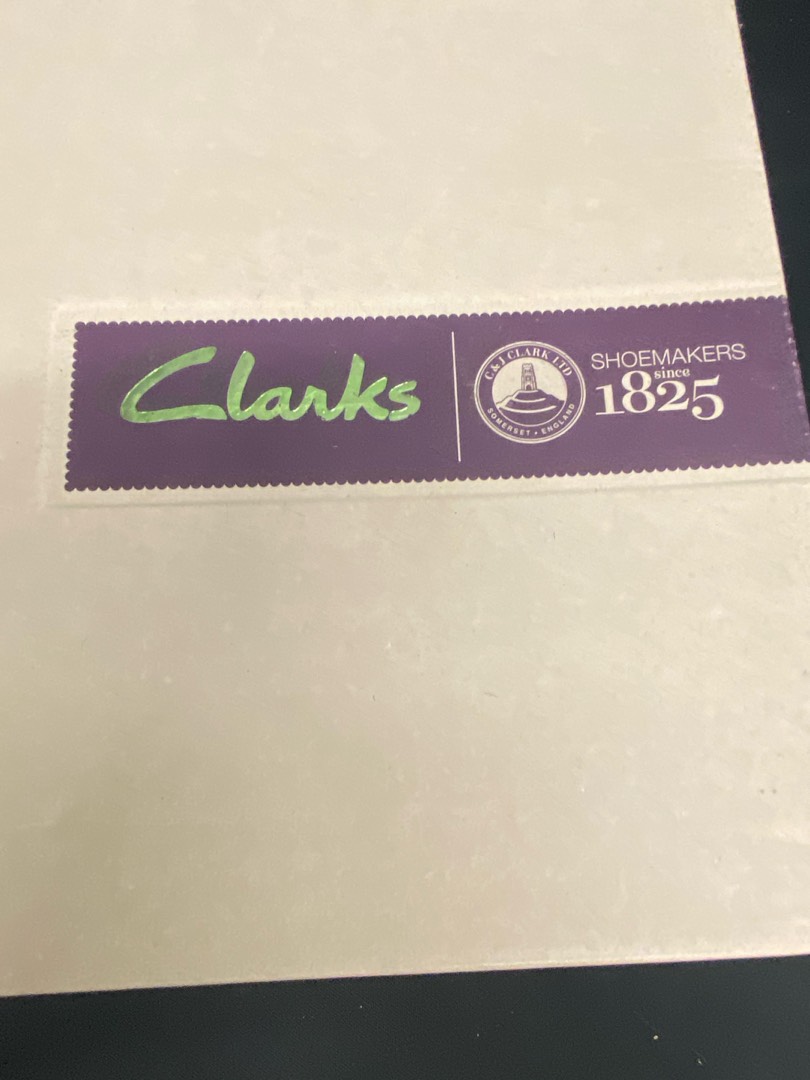 Clarks
C & J CLARK LTD
SOMERSET • ENGLAND
SHOEMAKERS
since
1825